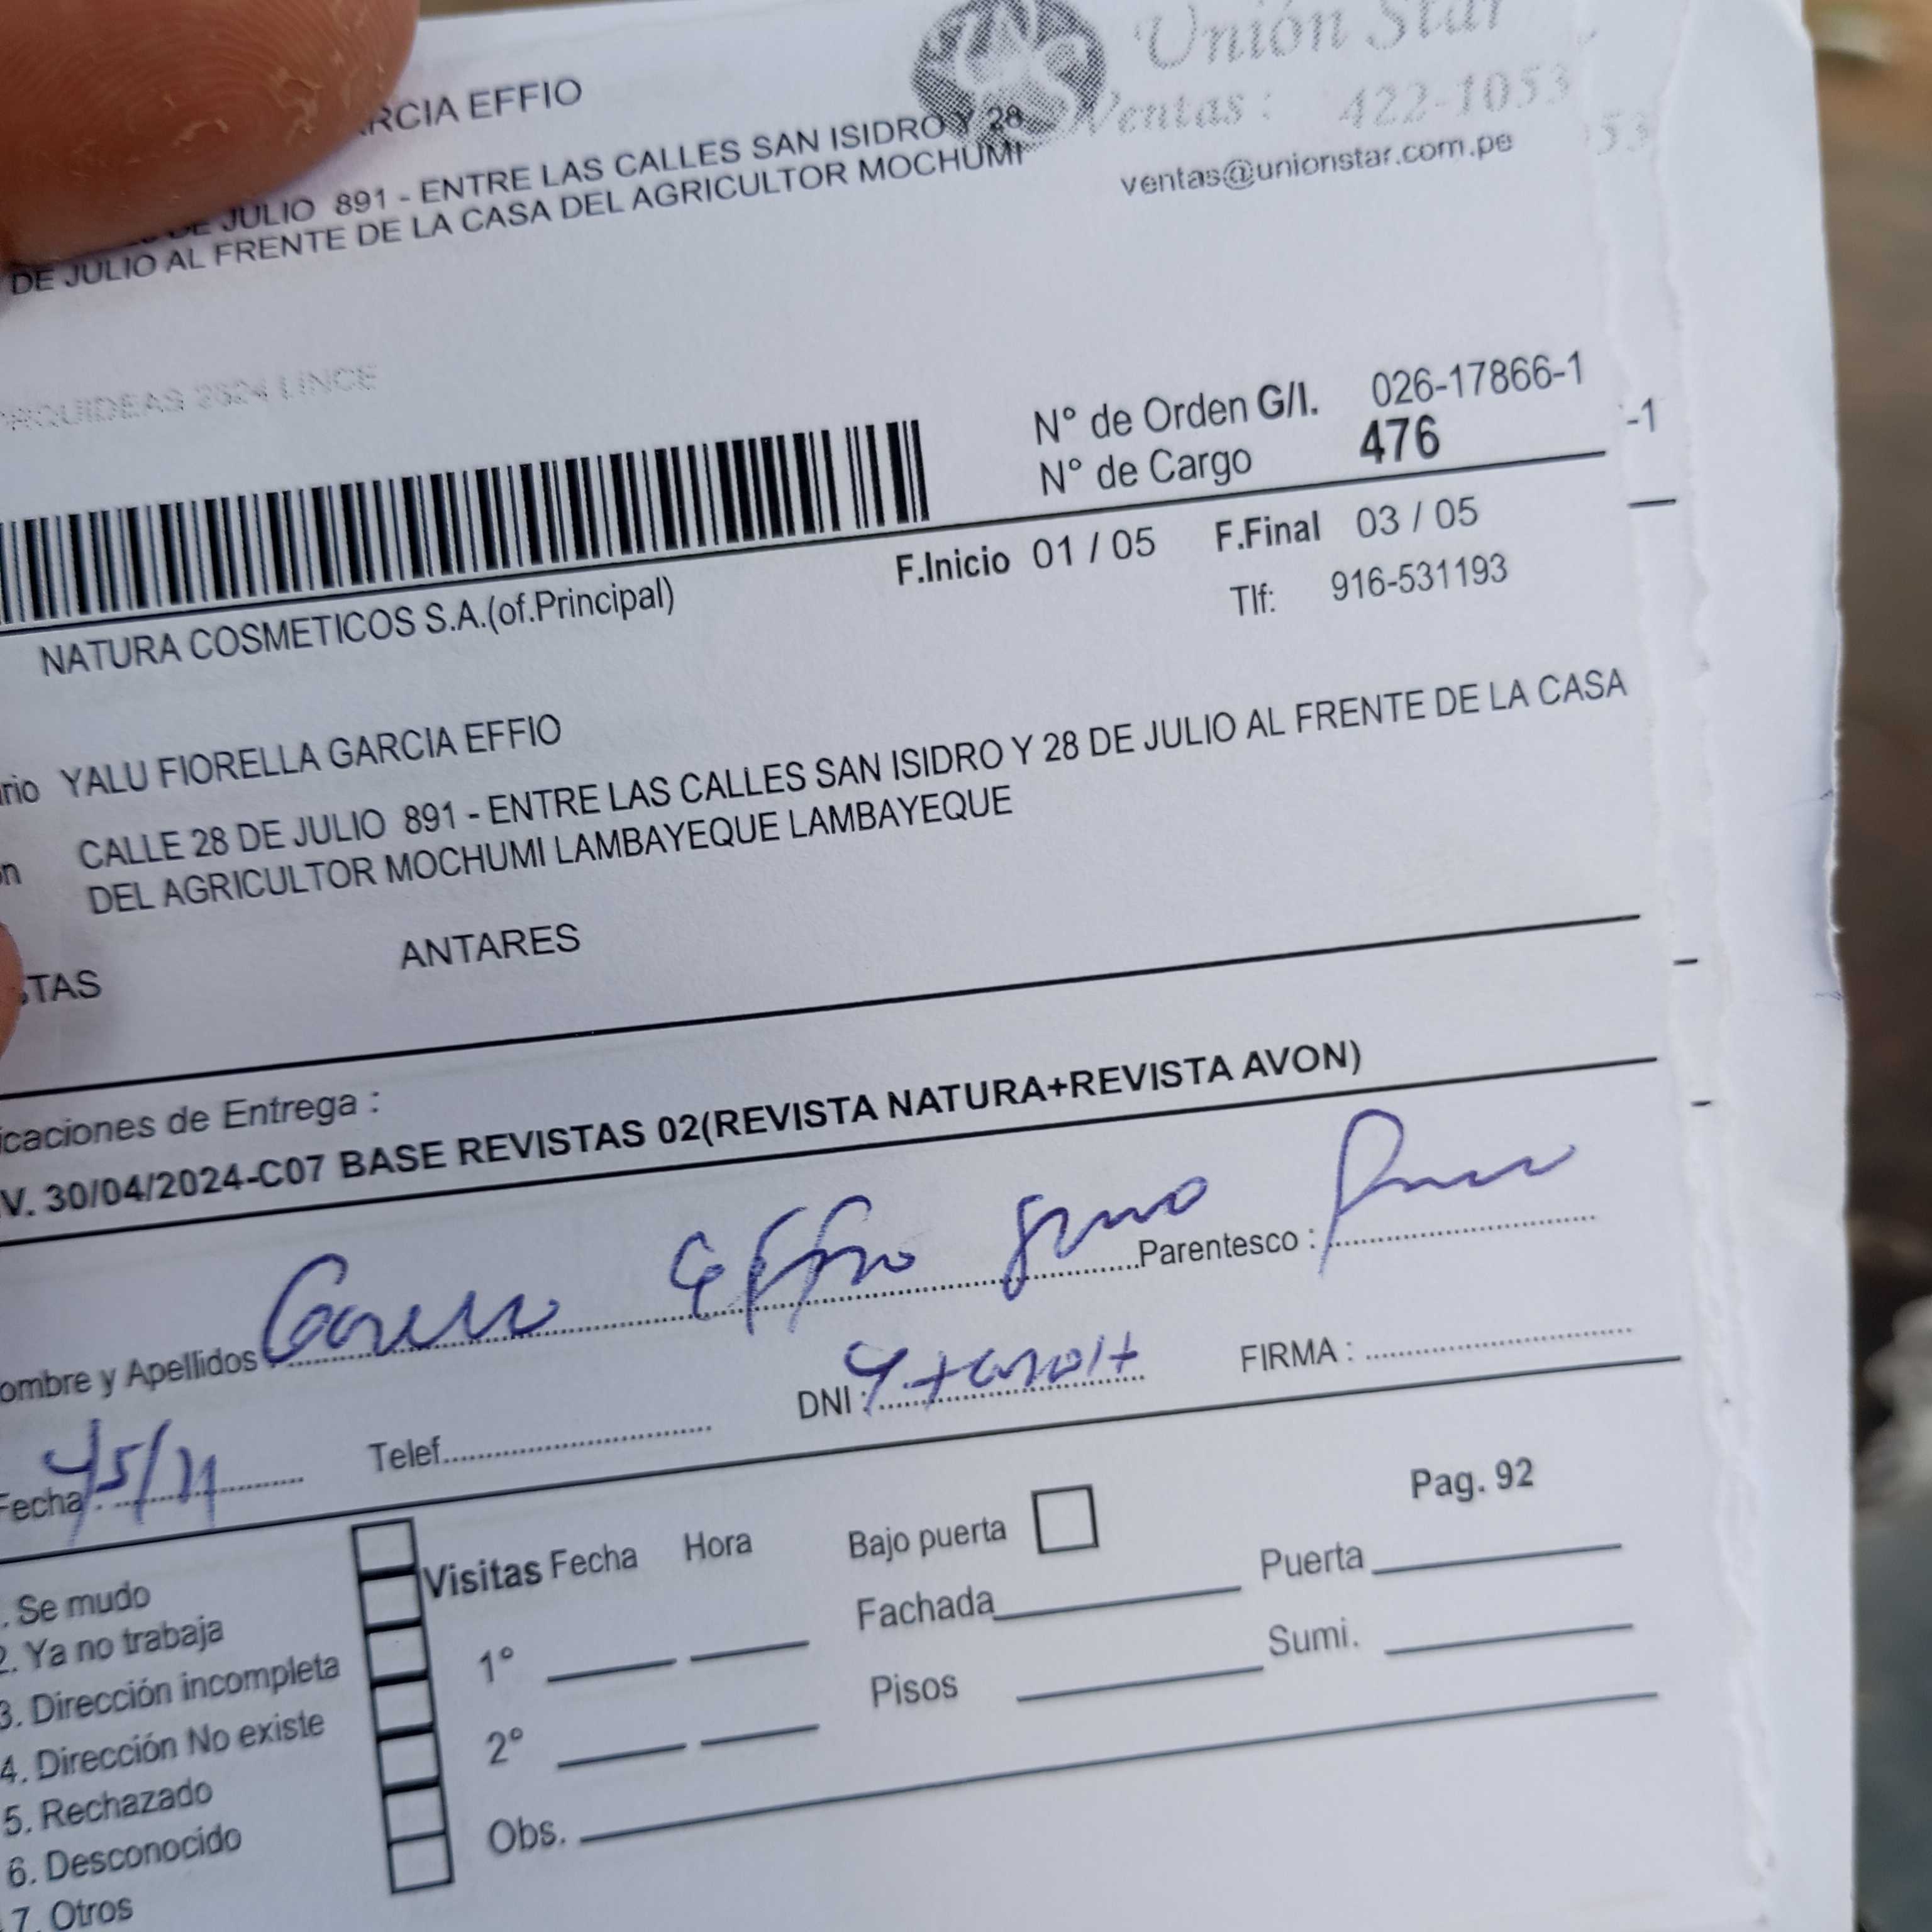 RCIA EFFIO
Unión Star
Ventas : 422-1053
53
ventas@unionstar.com.pe
DE JULIO 891 - ENTRE LAS CALLES SAN ISIDRO Y 28
DE JULIO AL FRENTE DE LA CASA DEL AGRICULTOR MOCHUMI
RQUIDEAS 2624 LINCE
N° de Orden G/I. 026-17866-1
-1
N° de Cargo 476
F.Inicio 01 / 05 F.Final 03 / 05
NATURA COSMETICOS S.A.(of.Principal)
Tlf: 916-531193
rio YALU FIORELLA GARCIA EFFIO
n CALLE 28 DE JULIO 891 - ENTRE LAS CALLES SAN ISIDRO Y 28 DE JULIO AL FRENTE DE LA CASA
DEL AGRICULTOR MOCHUMI LAMBAYEQUE LAMBAYEQUE
TAS ANTARES
icaciones de Entrega :
V. 30/04/2024-C07 BASE REVISTAS 02(REVISTA NATURA+REVISTA AVON)
ombre y Apellidos : Effio Parentesco :
Fecha : Telef. DNI : FIRMA :
Pag. 92
. Se mudo
2. Ya no trabaja
3. Dirección incompleta
4. Dirección No existe
5. Rechazado
6. Desconocido
7. Otros
Visitas Fecha Hora
1°
2°
Obs.
Bajo puerta
Fachada Puerta
Pisos Sumi.